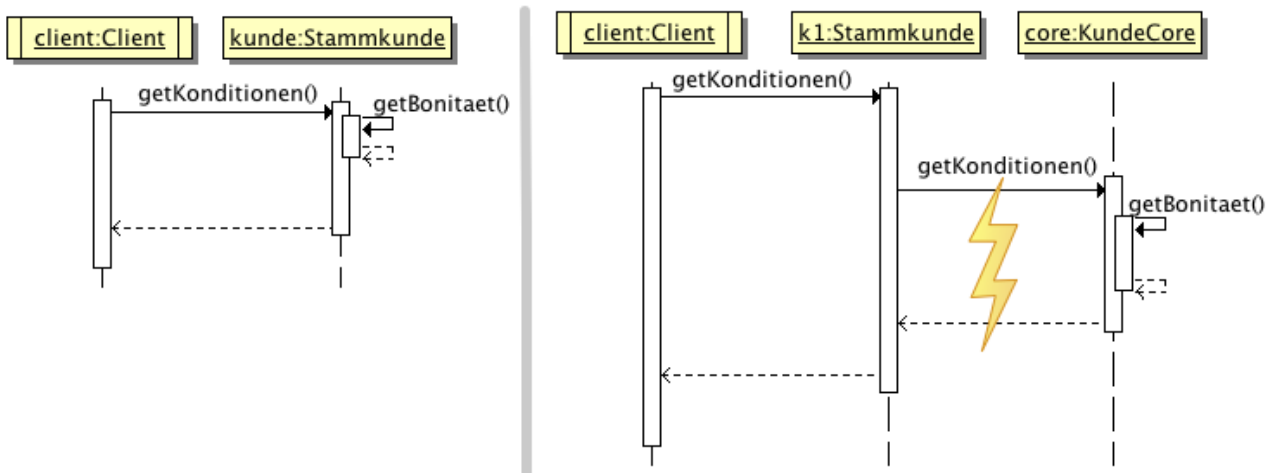 client:Client
kunde:Stammkunde
getKonditionen()
getBonitaet()
client:Client
k1:Stammkunde
core:KundeCore
getKonditionen()
getKonditionen()
getBonitaet()